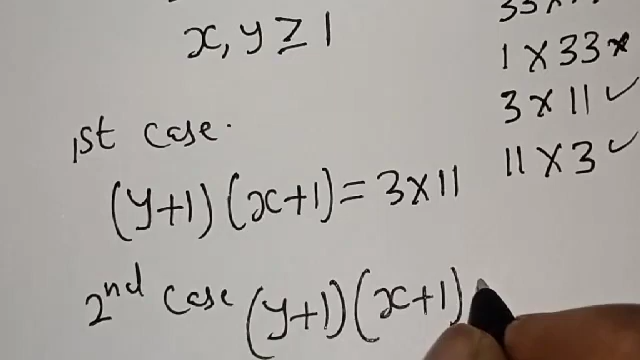 x, y ≥ 1
1 × 33 ×
3 × 11 ✓
11 × 3 ✓
1st case.
(y+1)(x+1) = 3×11
2nd case (y+1)(x+1)